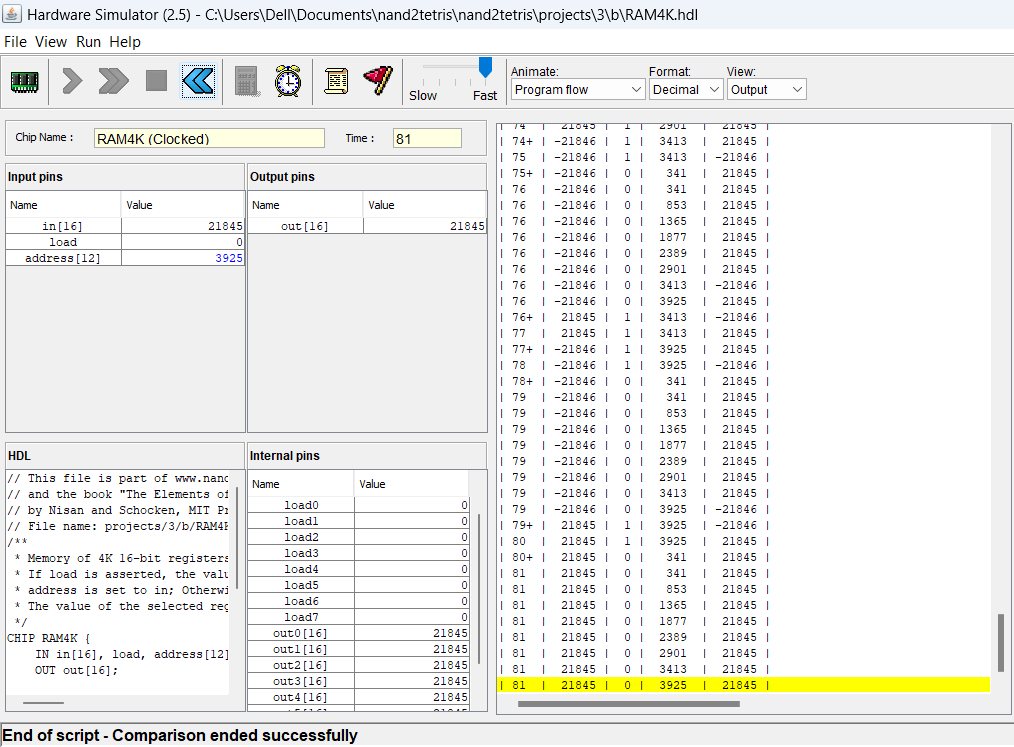 Hardware Simulator (2.5) - C:\Users\Dell\Documents\nand2tetris\nand2tetris\projects\3\b\RAM4K.hdl
File View Run Help
Slow Fast
Animate: Format: View:
Program flow Decimal Output
Chip Name : RAM4K (Clocked) Time : 81
Input pins
Name Value
in[16] 21845
load 0
address[12] 3925
Output pins
Name Value
out[16] 21845
HDL
// This file is part of www.nand
// and the book "The Elements of
// by Nisan and Schocken, MIT Pr
// File name: projects/3/b/RAM4K
/**
* Memory of 4K 16-bit registers
* If load is asserted, the valu
* address is set to in; Otherwi
* The value of the selected reg
*/
CHIP RAM4K {
IN in[16], load, address[12]
OUT out[16];
Internal pins
Name Value
load0 0
load1 0
load2 0
load3 0
load4 0
load5 0
load6 0
load7 0
out0[16] 21845
out1[16] 21845
out2[16] 21845
out3[16] 21845
out4[16] 21845
| 74 | 21845 | 1 | 2901 | 21845 |
| 74+ | -21846 | 1 | 3413 | 21845 |
| 75 | -21846 | 1 | 3413 | -21846 |
| 75+ | -21846 | 0 | 341 | 21845 |
| 76 | -21846 | 0 | 341 | 21845 |
| 76 | -21846 | 0 | 853 | 21845 |
| 76 | -21846 | 0 | 1365 | 21845 |
| 76 | -21846 | 0 | 1877 | 21845 |
| 76 | -21846 | 0 | 2389 | 21845 |
| 76 | -21846 | 0 | 2901 | 21845 |
| 76 | -21846 | 0 | 3413 | -21846 |
| 76 | -21846 | 0 | 3925 | 21845 |
| 76+ | 21845 | 1 | 3413 | -21846 |
| 77 | 21845 | 1 | 3413 | 21845 |
| 77+ | -21846 | 1 | 3925 | 21845 |
| 78 | -21846 | 1 | 3925 | -21846 |
| 78+ | -21846 | 0 | 341 | 21845 |
| 79 | -21846 | 0 | 341 | 21845 |
| 79 | -21846 | 0 | 853 | 21845 |
| 79 | -21846 | 0 | 1365 | 21845 |
| 79 | -21846 | 0 | 1877 | 21845 |
| 79 | -21846 | 0 | 2389 | 21845 |
| 79 | -21846 | 0 | 2901 | 21845 |
| 79 | -21846 | 0 | 3413 | 21845 |
| 79 | -21846 | 0 | 3925 | -21846 |
| 79+ | 21845 | 1 | 3925 | -21846 |
| 80 | 21845 | 1 | 3925 | 21845 |
| 80+ | 21845 | 0 | 341 | 21845 |
| 81 | 21845 | 0 | 341 | 21845 |
| 81 | 21845 | 0 | 853 | 21845 |
| 81 | 21845 | 0 | 1365 | 21845 |
| 81 | 21845 | 0 | 1877 | 21845 |
| 81 | 21845 | 0 | 2389 | 21845 |
| 81 | 21845 | 0 | 2901 | 21845 |
| 81 | 21845 | 0 | 3413 | 21845 |
| 81 | 21845 | 0 | 3925 | 21845 |
End of script - Comparison ended successfully